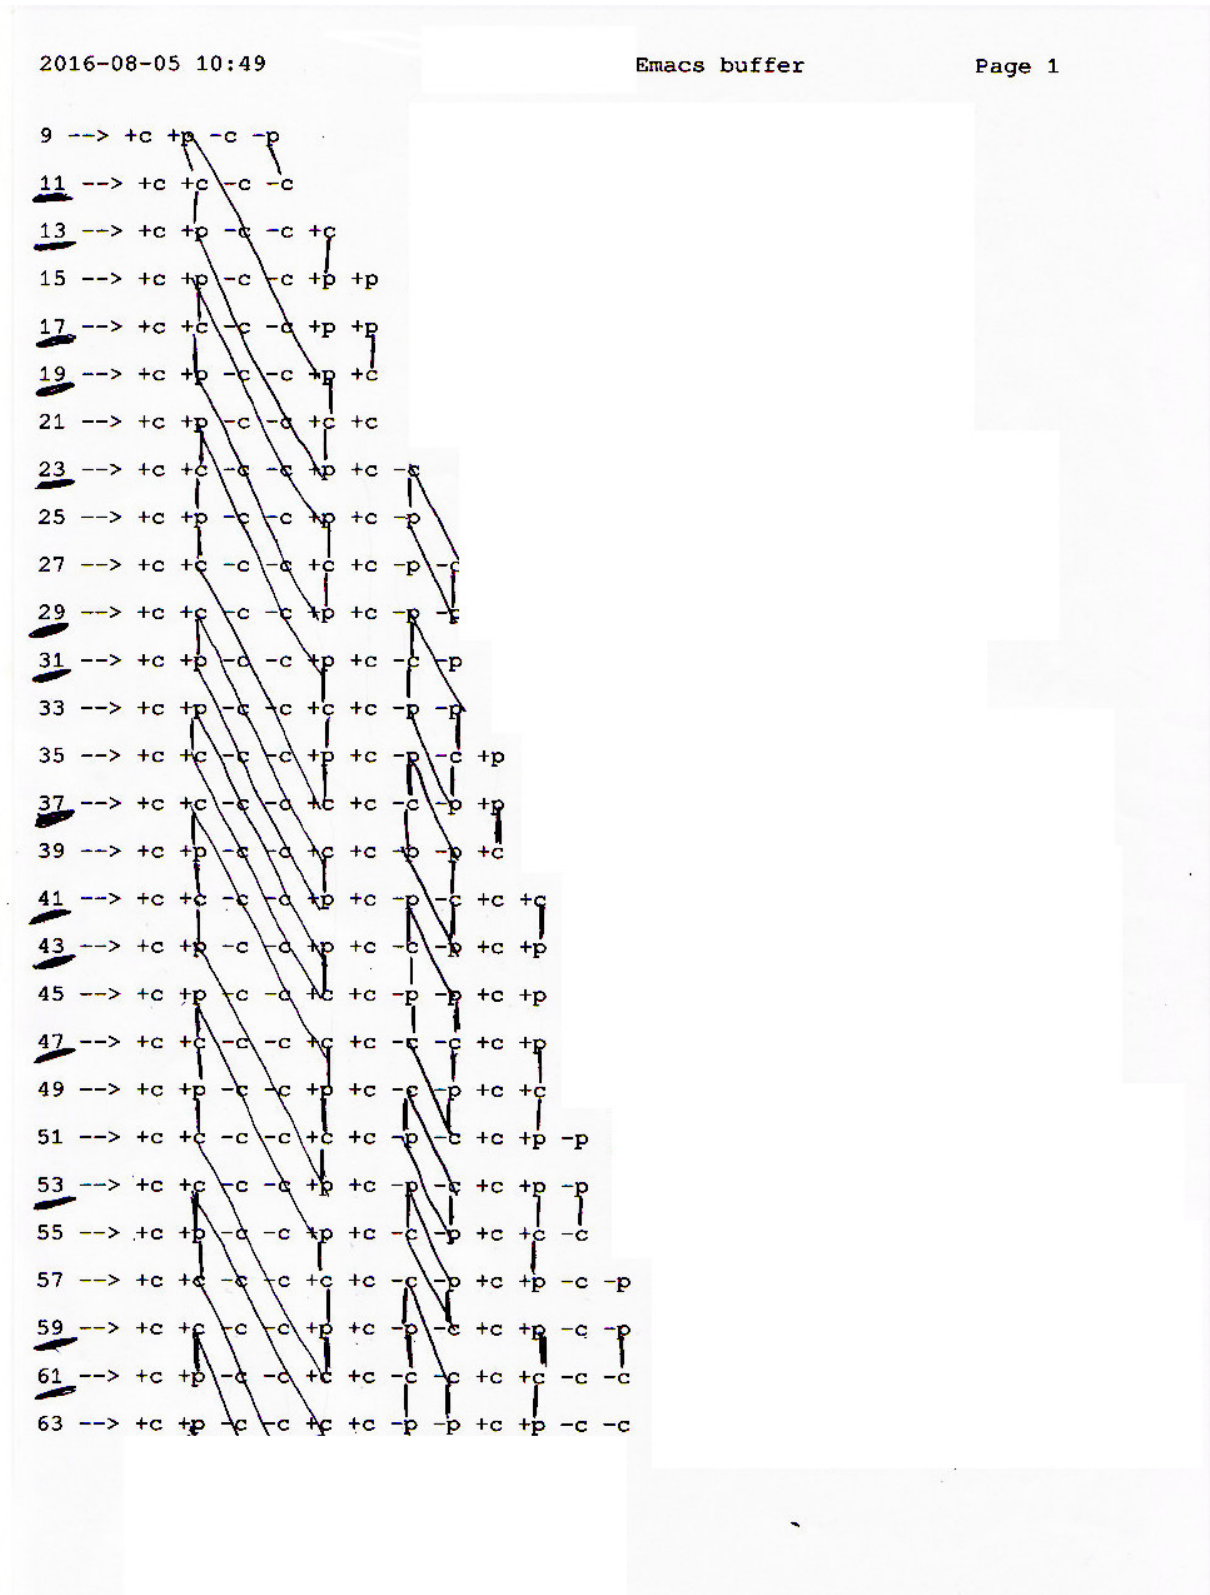 2016-08-05 10:49 Emacs buffer Page 1
9 --> +c +p -c -p
11 --> +c +c -c -c
13 --> +c +p -c -c +c
15 --> +c +p -c -c +p +p
17 --> +c +c -c -c +p +p
19 --> +c +p -c -c +p +c
21 --> +c +p -c -c +c +c
23 --> +c +c -c -c +p +c -c
25 --> +c +p -c -c +p +c -p
27 --> +c +c -c -c +c +c -p -c
29 --> +c +c -c -c +p +c -p -c
31 --> +c +p -c -c +p +c -c -p
33 --> +c +p -c -c +c +c -p -p
35 --> +c +c -c -c +p +c -p -c +p
37 --> +c +c -c -c +c +c -c -p +p
39 --> +c +p -c -c +c +c -p -p +c
41 --> +c +c -c -c +p +c -p -c +c +c
43 --> +c +p -c -c +p +c -c -p +c +p
45 --> +c +p -c -c +c +c -p -p +c +p
47 --> +c +c -c -c +c +c -c -c +c +p
49 --> +c +p -c -c +p +c -c -p +c +c
51 --> +c +c -c -c +c +c -p -c +c +p -p
53 --> +c +c -c -c +p +c -p -c +c +p -p
55 --> +c +p -c -c +p +c -c -p +c +c -c
57 --> +c +c -c -c +c +c -c -p +c +p -c -p
59 --> +c +c -c -c +p +c -p -c +c +p -c -p
61 --> +c +p -c -c +c +c -c -c +c +c -c -c
63 --> +c +p -c -c +c +c -p -p +c +p -c -c